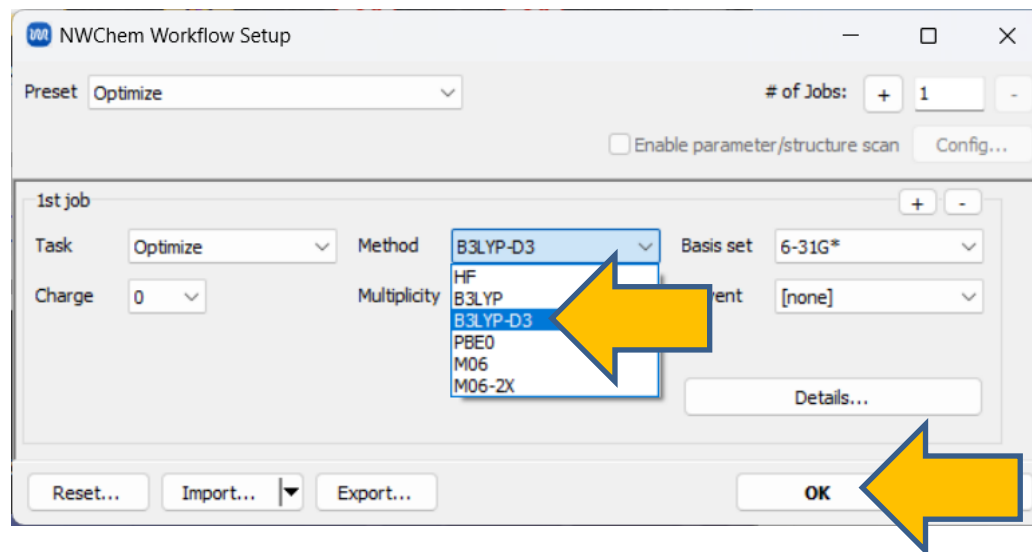 NWChem Workflow Setup
Preset Optimize # of Jobs: + 1 -
Enable parameter/structure scan Config...
1st job + -
Task Optimize Method B3LYP-D3 Basis set 6-31G*
Charge 0 Multiplicity [none]
HF
B3LYP
B3LYP-D3
PBE0
M06
M06-2X
Details...
Reset... Import... Export... OK